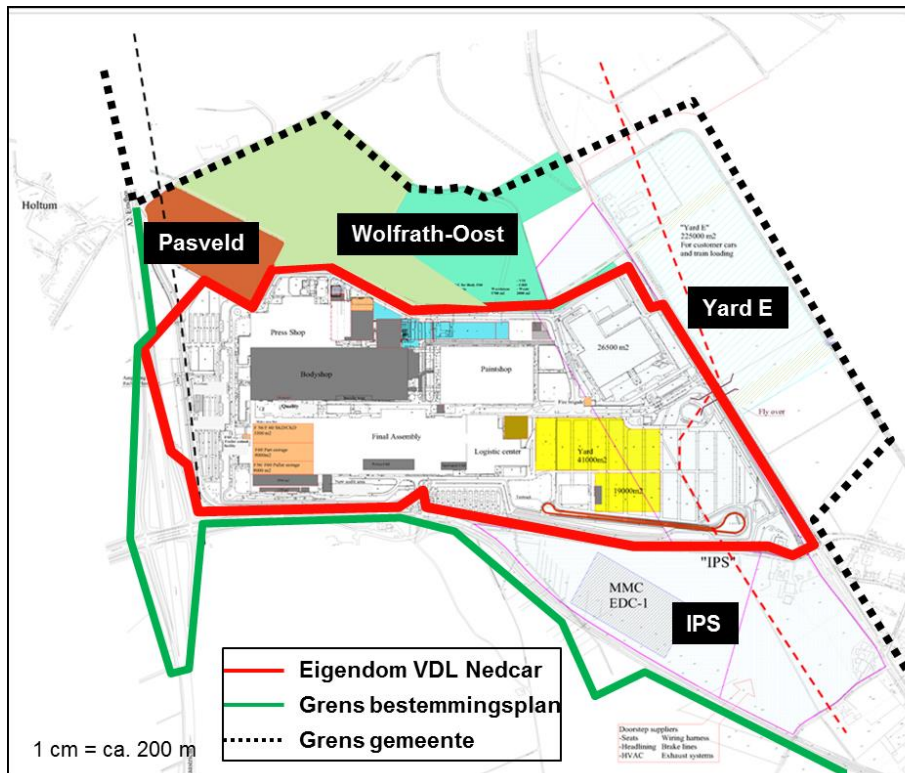 Holtum
A2 E
Pasveld
Wolfrath-Oost
"Yard E"
225000 m2
For customer cars
and train loading
Yard E
Press Shop
26500 m2
Bodyshop
Paintshop
Fly over
Quality
Final Assembly
Logistic center
Yard
41000m2
19000m2
"IPS"
MMC
EDC-1
IPS
Eigendom VDL Nedcar
Grens bestemmingsplan
Grens gemeente
1 cm = ca. 200 m
Doorstep suppliers
-Seats Wiring harness
-Headlining Brake lines
-HVAC Exhaust systems